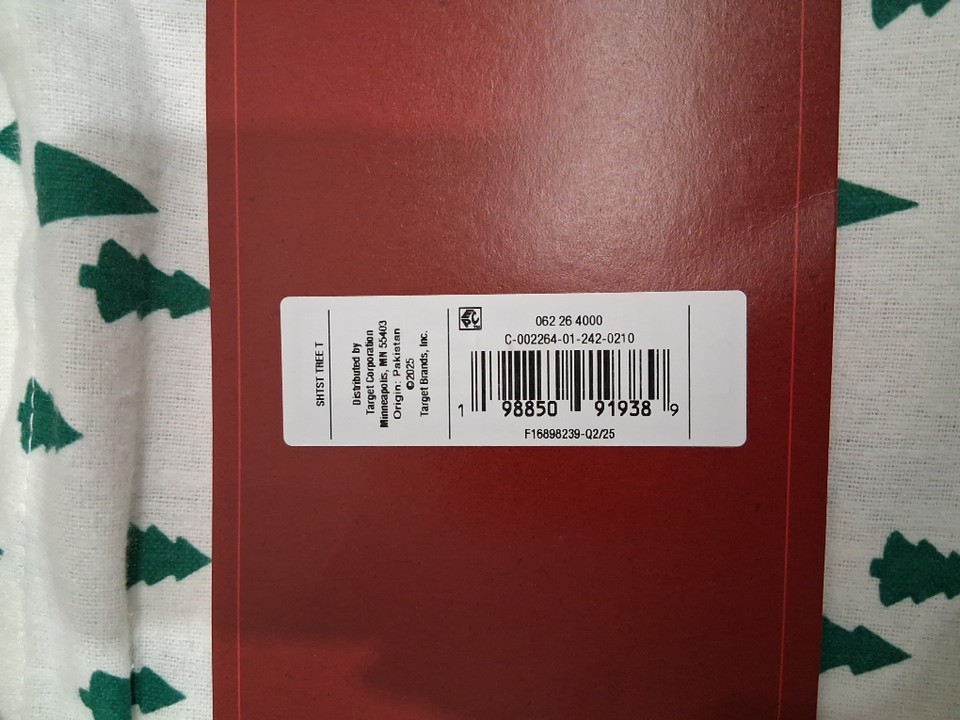 SHTST TREE T
Distributed by
Target Corporation
Minneapolis, MN 55403
Origin: Pakistan
©2025
Target Brands, Inc.
062 26 4000
C-002264-01-242-0210
1 98850 91938 9
F16898239-Q2/25